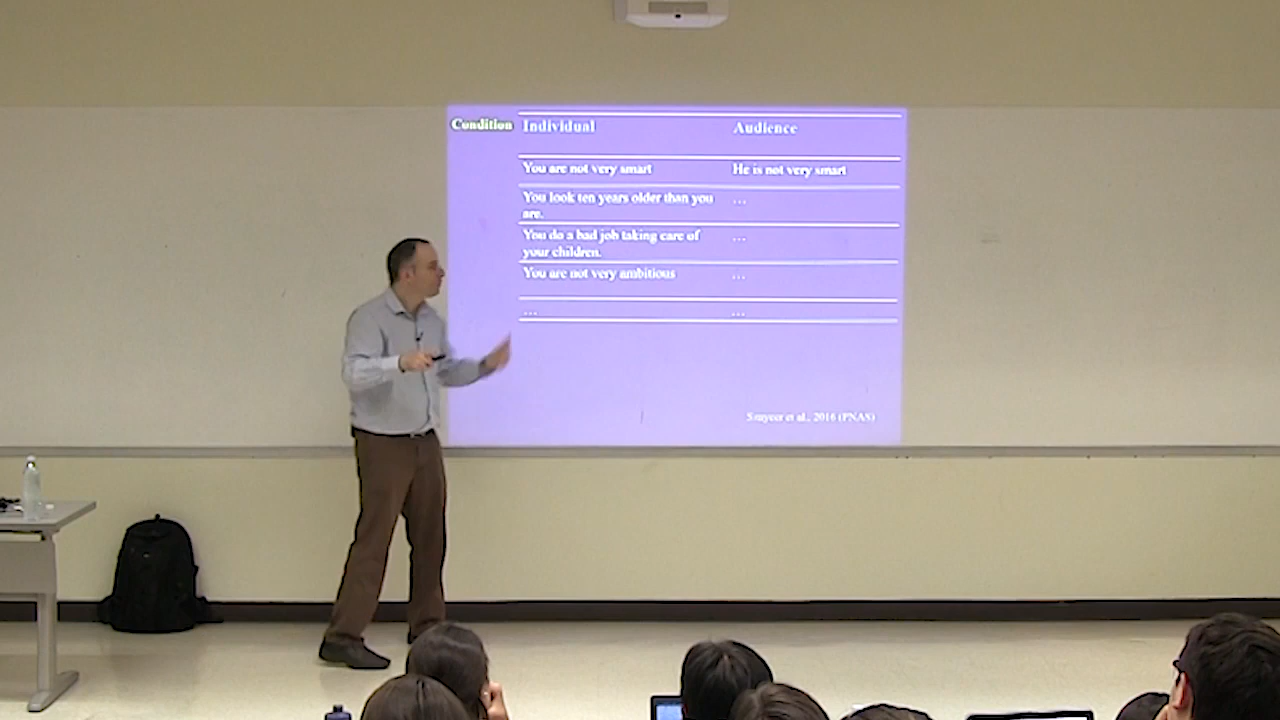 Condition Individual Audience
You are not very smart He is not very smart
You look ten years older than you ...
are.
You do a bad job taking care of ...
your children.
You are not very ambitious ...
... ...
et al., 2016 (PNAS)